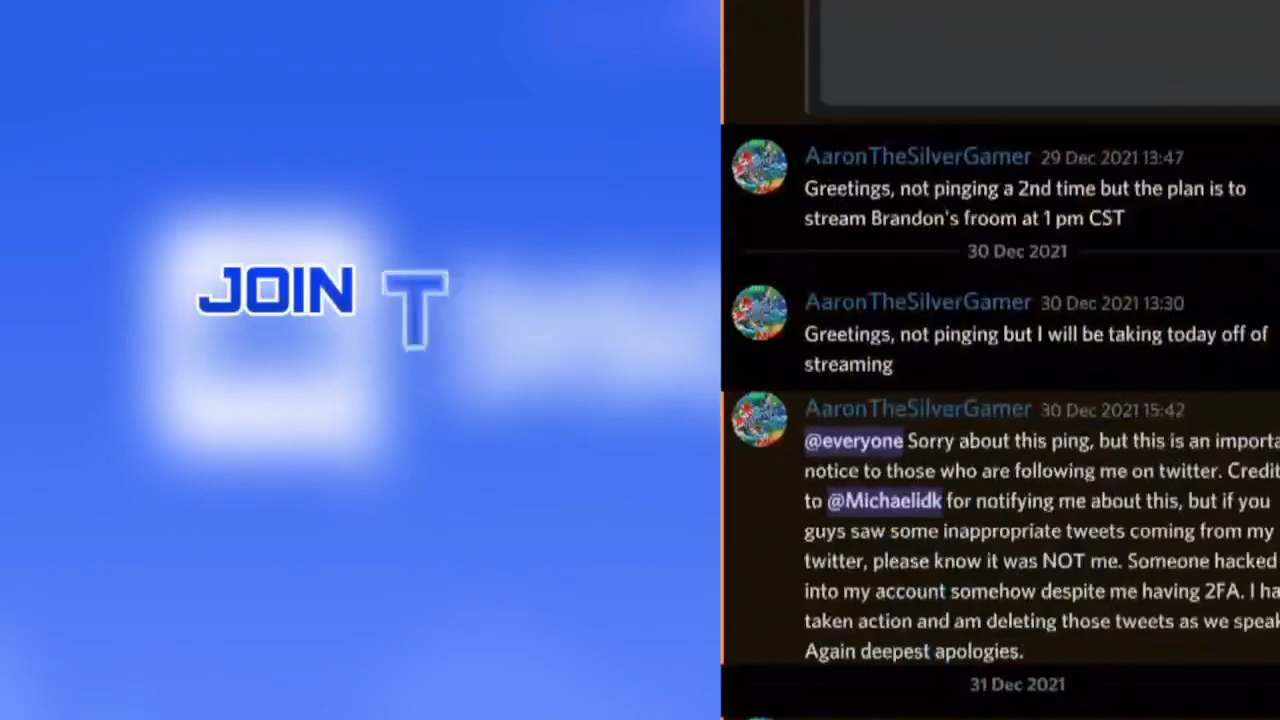 JOIN T
AaronTheSilverGamer 29 Dec 2021 13:47
Greetings, not pinging a 2nd time but the plan is to
stream Brandon's froom at 1 pm CST
30 Dec 2021
AaronTheSilverGamer 30 Dec 2021 13:30
Greetings, not pinging but I will be taking today off of
streaming
AaronTheSilverGamer 30 Dec 2021 15:42
@everyone Sorry about this ping, but this is an importa
notice to those who are following me on twitter. Credit
to @Michaelidk for notifying me about this, but if you
guys saw some inappropriate tweets coming from my
twitter, please know it was NOT me. Someone hacked
into my account somehow despite me having 2FA. I ha
taken action and am deleting those tweets as we speak
Again deepest apologies.
31 Dec 2021